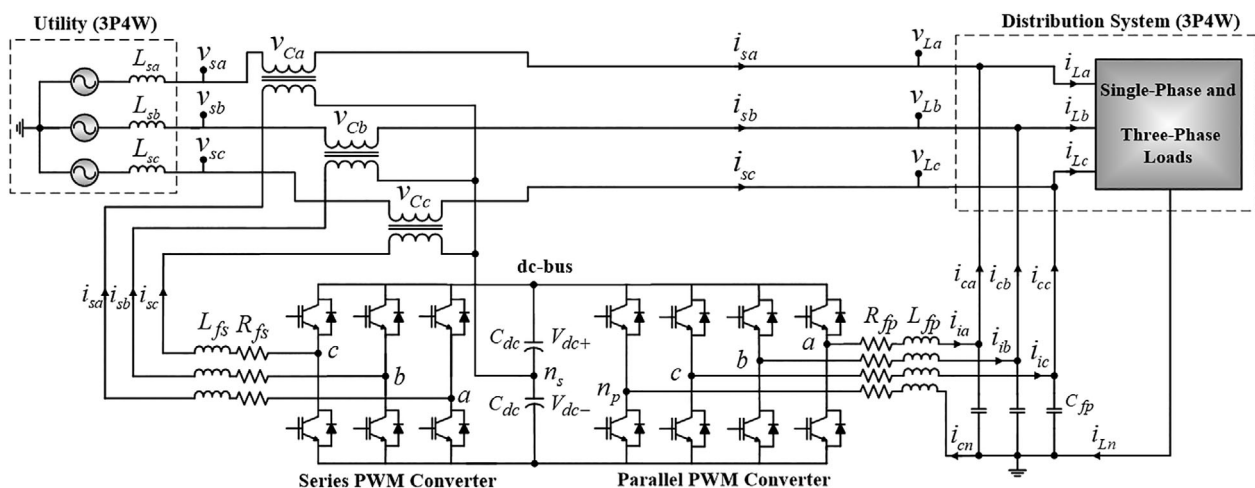 Utility (3P4W)
Distribution System (3P4W)
L_sa
L_sb
L_sc
v_sa
v_sb
v_sc
v_Ca
v_Cb
v_Cc
i_sa
i_sb
i_sc
v_La
v_Lb
v_Lc
i_La
i_Lb
i_Lc
Single-Phase and
Three-Phase
Loads
i_sa
i_sb
i_sc
L_fs
R_fs
c
b
a
dc-bus
C_dc
V_dc+
n_s
C_dc
V_dc−
n_p
c
b
a
R_fp
L_fp
i_ia
i_ib
i_ic
i_ca
i_cb
i_cc
C_fp
i_cn
i_Ln
Series PWM Converter
Parallel PWM Converter